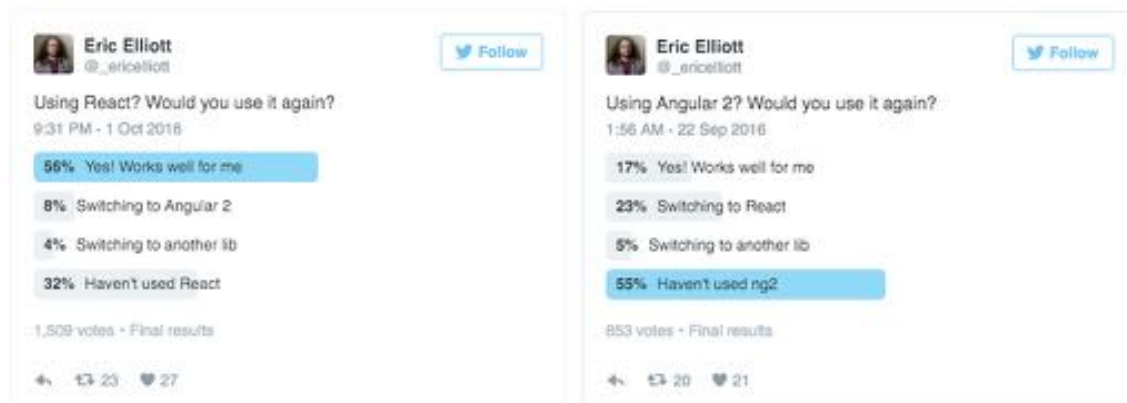 Eric Elliott
@_ericelliott
Follow
Using React? Would you use it again?
9:31 PM - 1 Oct 2016
56% Yes! Works well for me
8% Switching to Angular 2
4% Switching to another lib
32% Haven't used React
1,509 votes • Final results
23 27
Eric Elliott
@_ericelliott
Follow
Using Angular 2? Would you use it again?
1:56 AM - 22 Sep 2016
17% Yes! Works well for me
23% Switching to React
5% Switching to another lib
55% Haven't used ng2
853 votes • Final results
20 21